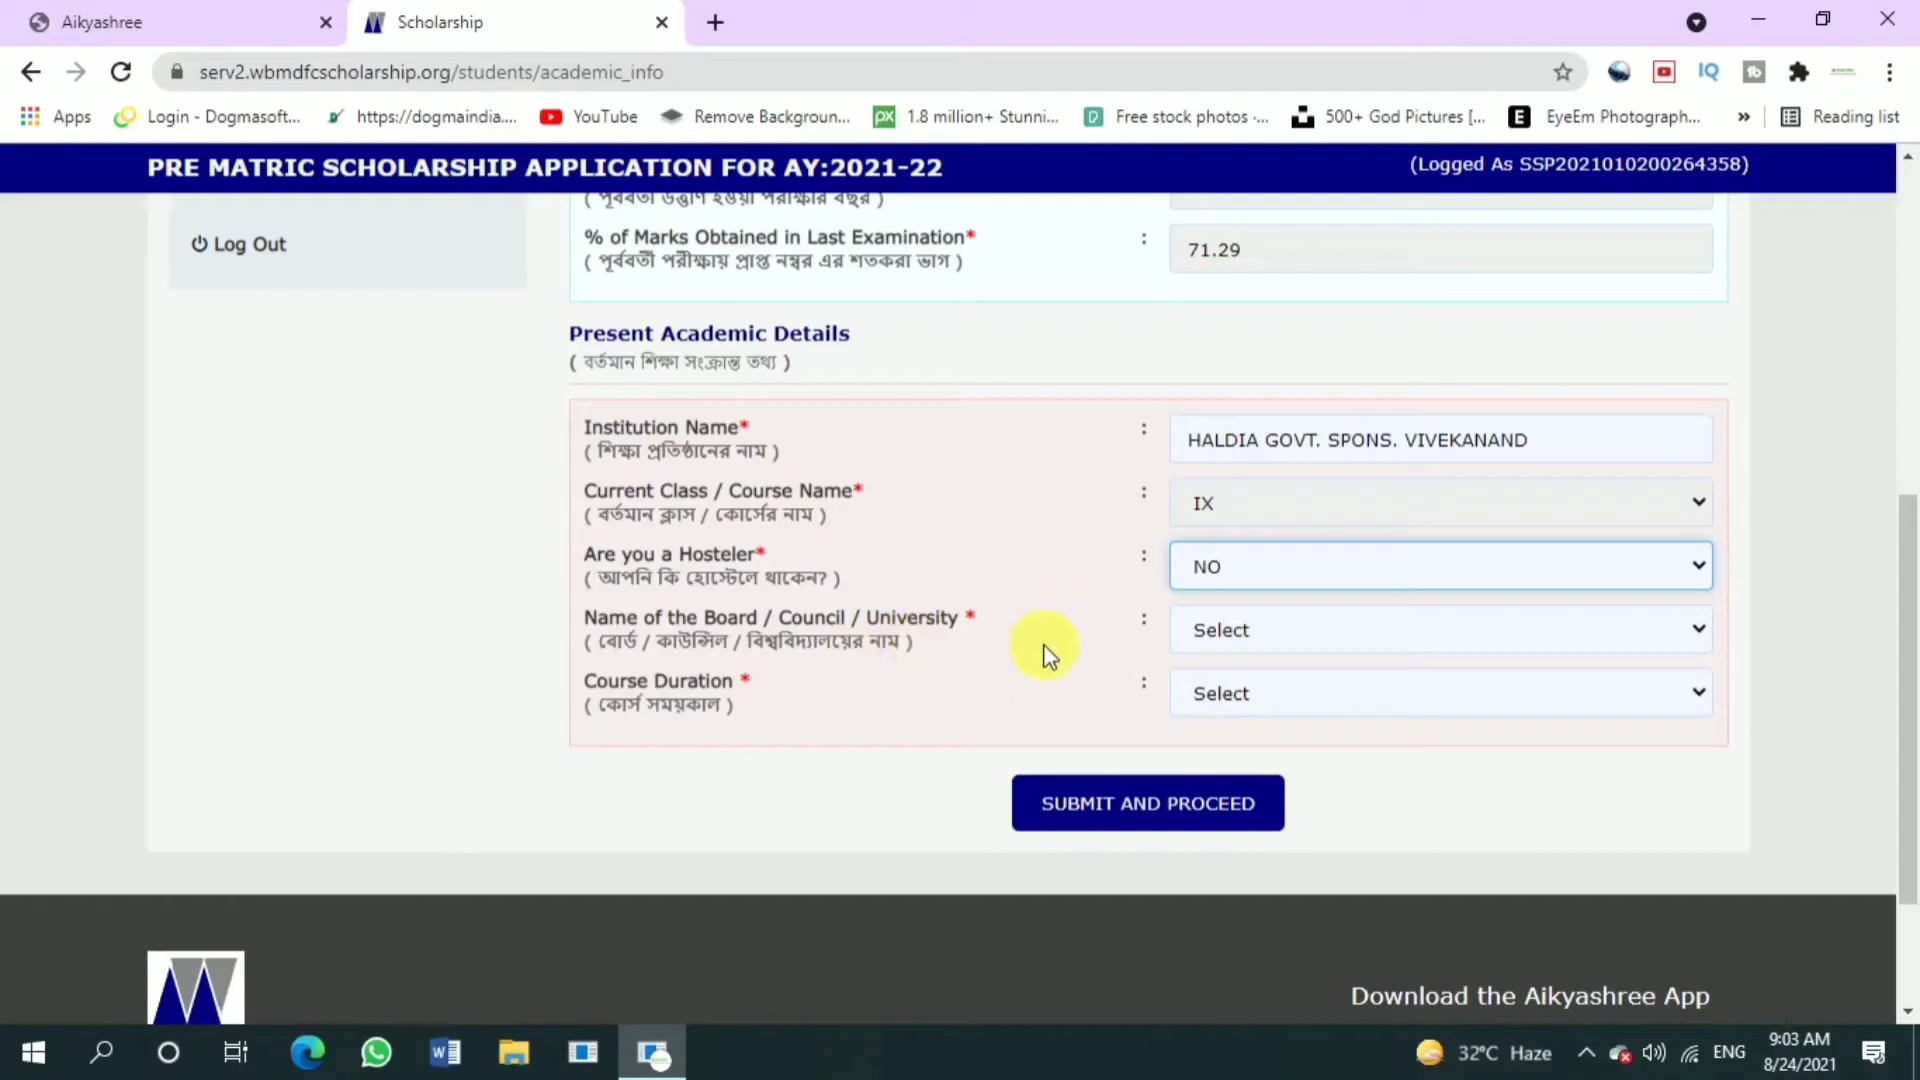 Aikyashree
Scholarship
serv2.wbmdfcscholarship.org/students/academic_info
Apps
Login - Dogmasoft...
https://dogmaindia....
YouTube
Remove Backgroun...
1.8 million+ Stunni...
Free stock photos ·...
500+ God Pictures [...
EyeEm Photograph...
»
Reading list
PRE MATRIC SCHOLARSHIP APPLICATION FOR AY:2021-22
(Logged As SSP2021010200264358)
( পূর্ববর্তী উত্তীর্ণ হওয়া পরীক্ষার বছর )
Log Out
% of Marks Obtained in Last Examination* : 71.29
( পূর্ববর্তী পরীক্ষায় প্রাপ্ত নম্বর এর শতকরা ভাগ )
Present Academic Details
( বর্তমান শিক্ষা সংক্রান্ত তথ্য )
Institution Name* : HALDIA GOVT. SPONS. VIVEKANAND
( শিক্ষা প্রতিষ্ঠানের নাম )
Current Class / Course Name* : IX
( বর্তমান ক্লাস / কোর্সের নাম )
Are you a Hosteler* : NO
( আপনি কি হোস্টেলে থাকেন? )
Name of the Board / Council / University * : Select
( বোর্ড / কাউন্সিল / বিশ্ববিদ্যালয়ের নাম )
Course Duration * : Select
( কোর্স সময়কাল )
SUBMIT AND PROCEED
Download the Aikyashree App
32°C Haze
ENG
9:03 AM
8/24/2021